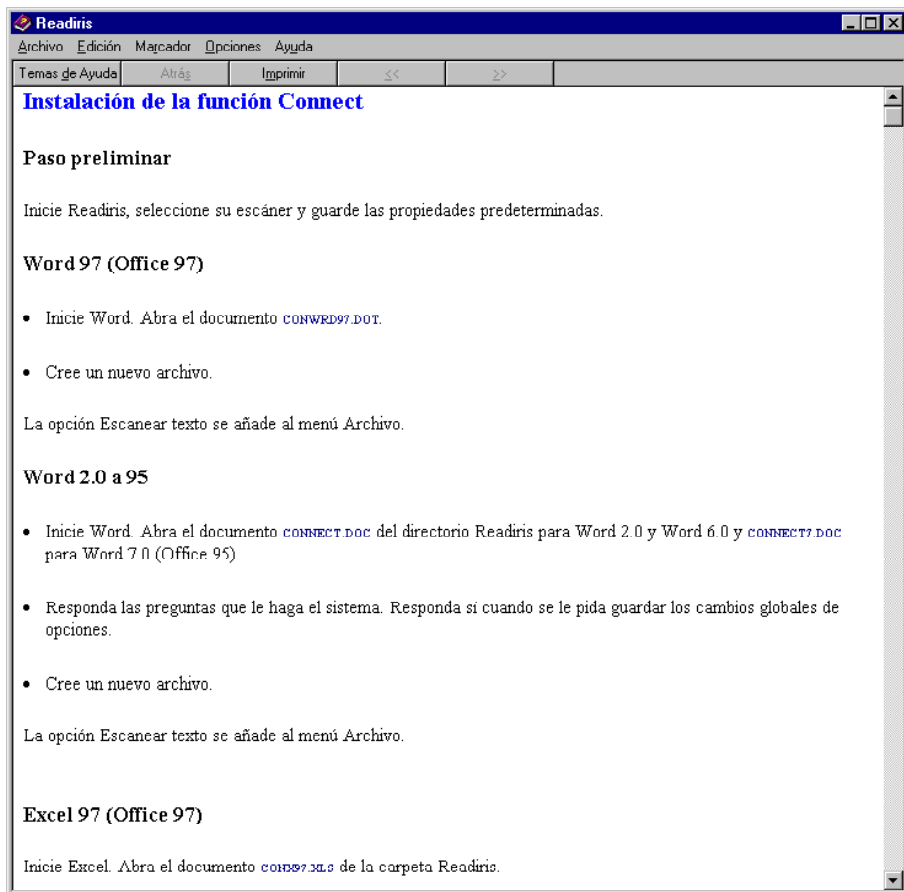 Readiris
Archivo Edición Marcador Opciones Ayuda
Temas de Ayuda Atrás Imprimir << >>
Instalación de la función Connect
Paso preliminar
Inicie Readiris, seleccione su escáner y guarde las propiedades predeterminadas.
Word 97 (Office 97)
• Inicie Word. Abra el documento CONWRD97.DOT.
• Cree un nuevo archivo.
La opción Escanear texto se añade al menú Archivo.
Word 2.0 a 95
• Inicie Word. Abra el documento CONNECT.DOC del directorio Readiris para Word 2.0 y Word 6.0 y CONNECT7.DOC
para Word 7.0 (Office 95)
• Responda las preguntas que le haga el sistema. Responda sí cuando se le pida guardar los cambios globales de
opciones.
• Cree un nuevo archivo.
La opción Escanear texto se añade al menú Archivo.
Excel 97 (Office 97)
Inicie Excel. Abra el documento CONX97.XLS de la carpeta Readiris.